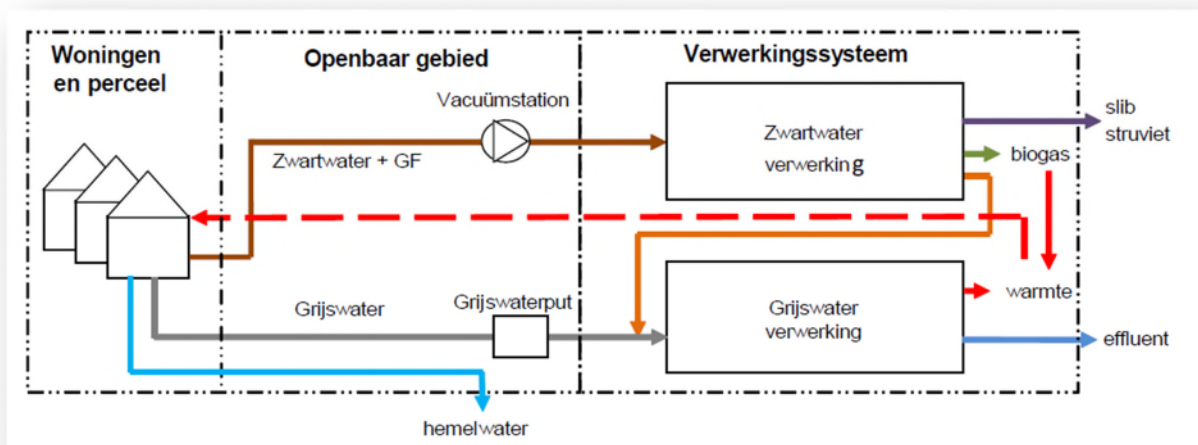 Woningen
en perceel
Openbaar gebied
Verwerkingssysteem
Vacuümstation
Zwartwater + GF
Zwartwater
verwerking
slib
struviet
biogas
Grijswater
Grijswaterput
Grijswater
verwerking
warmte
effluent
hemelwater